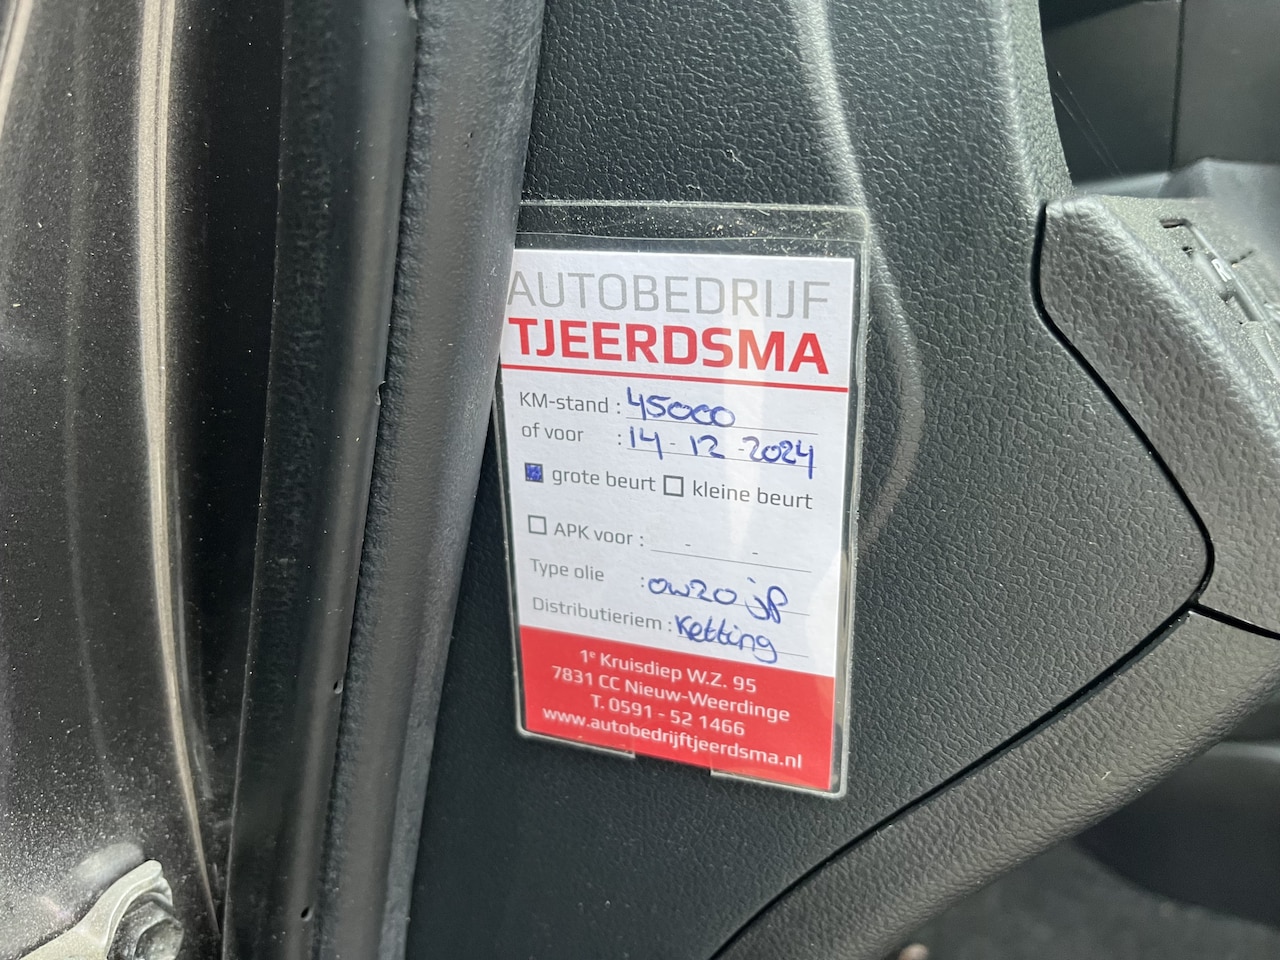 AUTOBEDRIJF
TJEERDSMA
KM-stand : 45000
of voor : 14-12-2024
grote beurt kleine beurt
APK voor : - -
Type olie : 0W20 jp
Distributieriem : Ketting
1e Kruisdiep W.Z. 95
7831 CC Nieuw-Weerdinge
T. 0591 - 52 1466
www.autobedrijftjeerdsma.nl